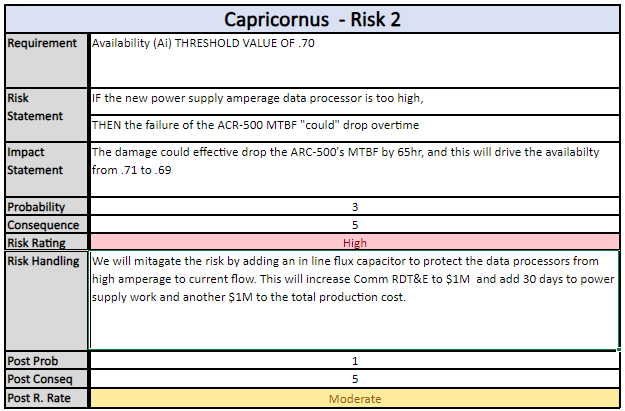 Capricornus - Risk 2
Requirement Availability (Ai) THRESHOLD VALUE OF .70
Risk Statement IF the new power supply amperage data processor is too high,
THEN the failure of the ACR-500 MTBF "could" drop overtime
Impact Statement The damage could effective drop the ARC-500's MTBF by 65hr, and this will drive the availabilty
from .71 to .69
Probability 3
Consequence 5
Risk Rating High
Risk Handling We will mitagate the risk by adding an in line flux capacitor to protect the data processors from
high amperage to current flow. This will increase Comm RDT&E to $1M and add 30 days to power
supply work and another $1M to the total production cost.
Post Prob 1
Post Conseq 5
Post R. Rate Moderate